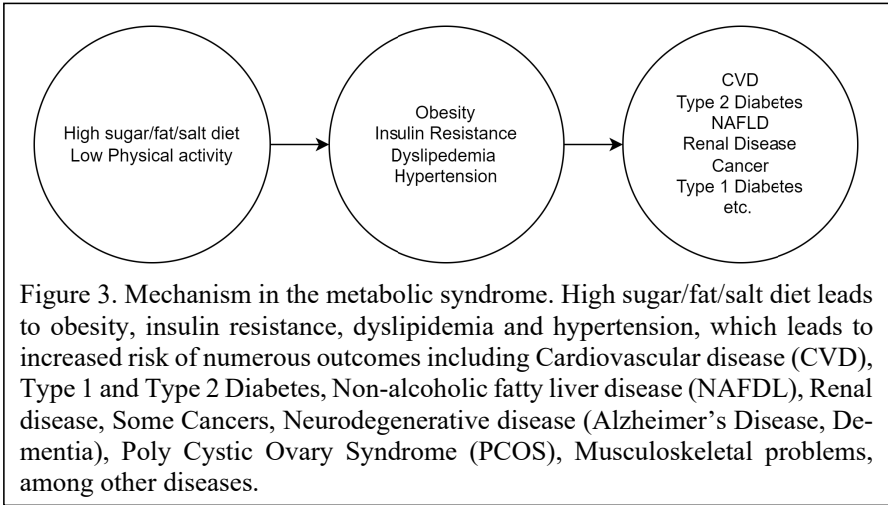 High sugar/fat/salt diet
Low Physical activity
Obesity
Insulin Resistance
Dyslipedemia
Hypertension
CVD
Type 2 Diabetes
NAFLD
Renal Disease
Cancer
Type 1 Diabetes
etc.
Figure 3. Mechanism in the metabolic syndrome. High sugar/fat/salt diet leads
to obesity, insulin resistance, dyslipidemia and hypertension, which leads to
increased risk of numerous outcomes including Cardiovascular disease (CVD),
Type 1 and Type 2 Diabetes, Non-alcoholic fatty liver disease (NAFDL), Renal
disease, Some Cancers, Neurodegenerative disease (Alzheimer’s Disease, De-
mentia), Poly Cystic Ovary Syndrome (PCOS), Musculoskeletal problems,
among other diseases.